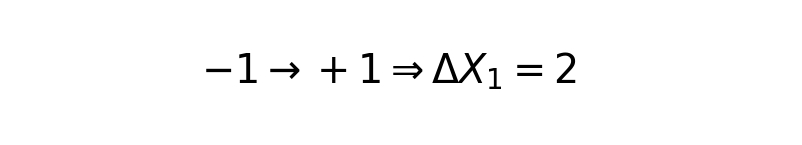 −1 → +1 ⇒ ΔX₁ = 2